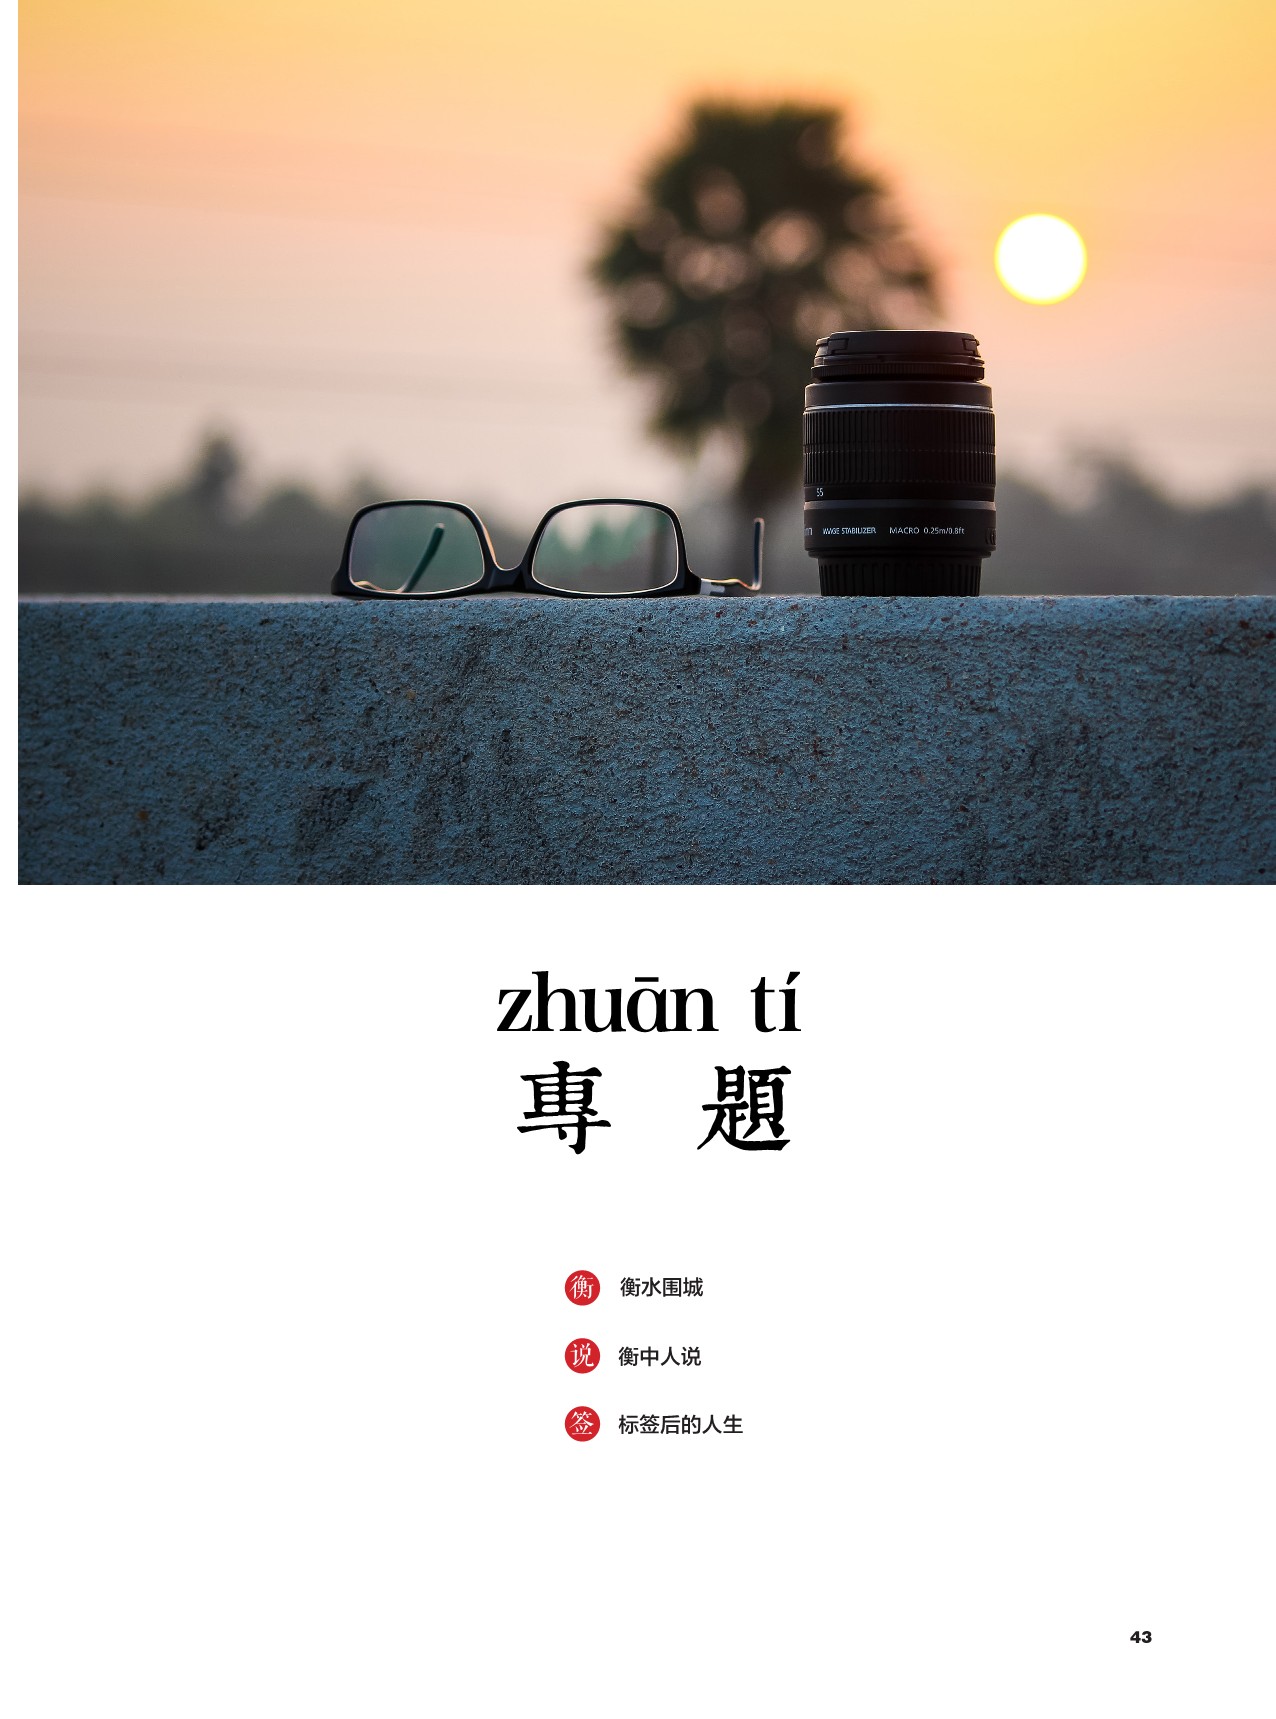 55
IMAGE STABILIZER MACRO 0.25m/0.8ft
zhuān tí
專 題
衡 衡水围城
说 衡中人说
签 标签后的人生
43